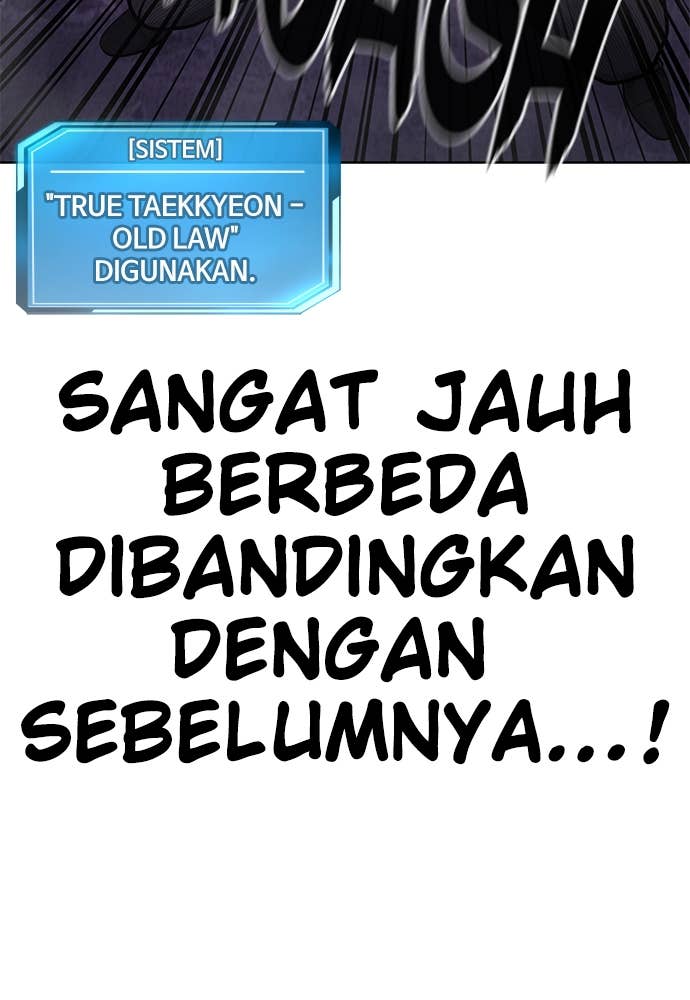 [SISTEM]
"TRUE TAEKKYEON -
OLD LAW"
DIGUNAKAN.
SANGAT JAUH
BERBEDA
DIBANDINGKAN
DENGAN
SEBELUMNYA...!